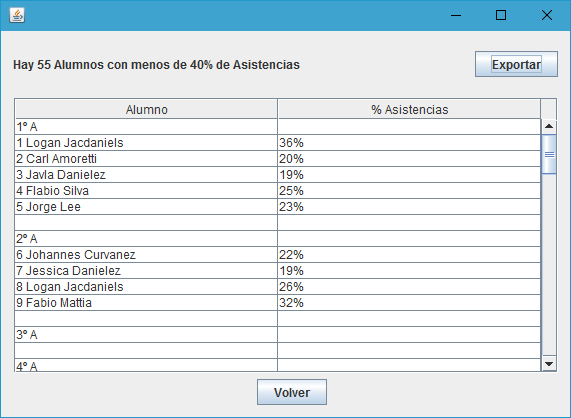 Hay 55 Alumnos con menos de 40% de Asistencias
Exportar
Alumno % Asistencias
1º A
1 Logan Jacdaniels 36%
2 Carl Amoretti 20%
3 Javla Danielez 19%
4 Flabio Silva 25%
5 Jorge Lee 23%
2º A
6 Johannes Curvanez 22%
7 Jessica Danielez 19%
8 Logan Jacdaniels 26%
9 Fabio Mattia 32%
3º A
4º A
Volver